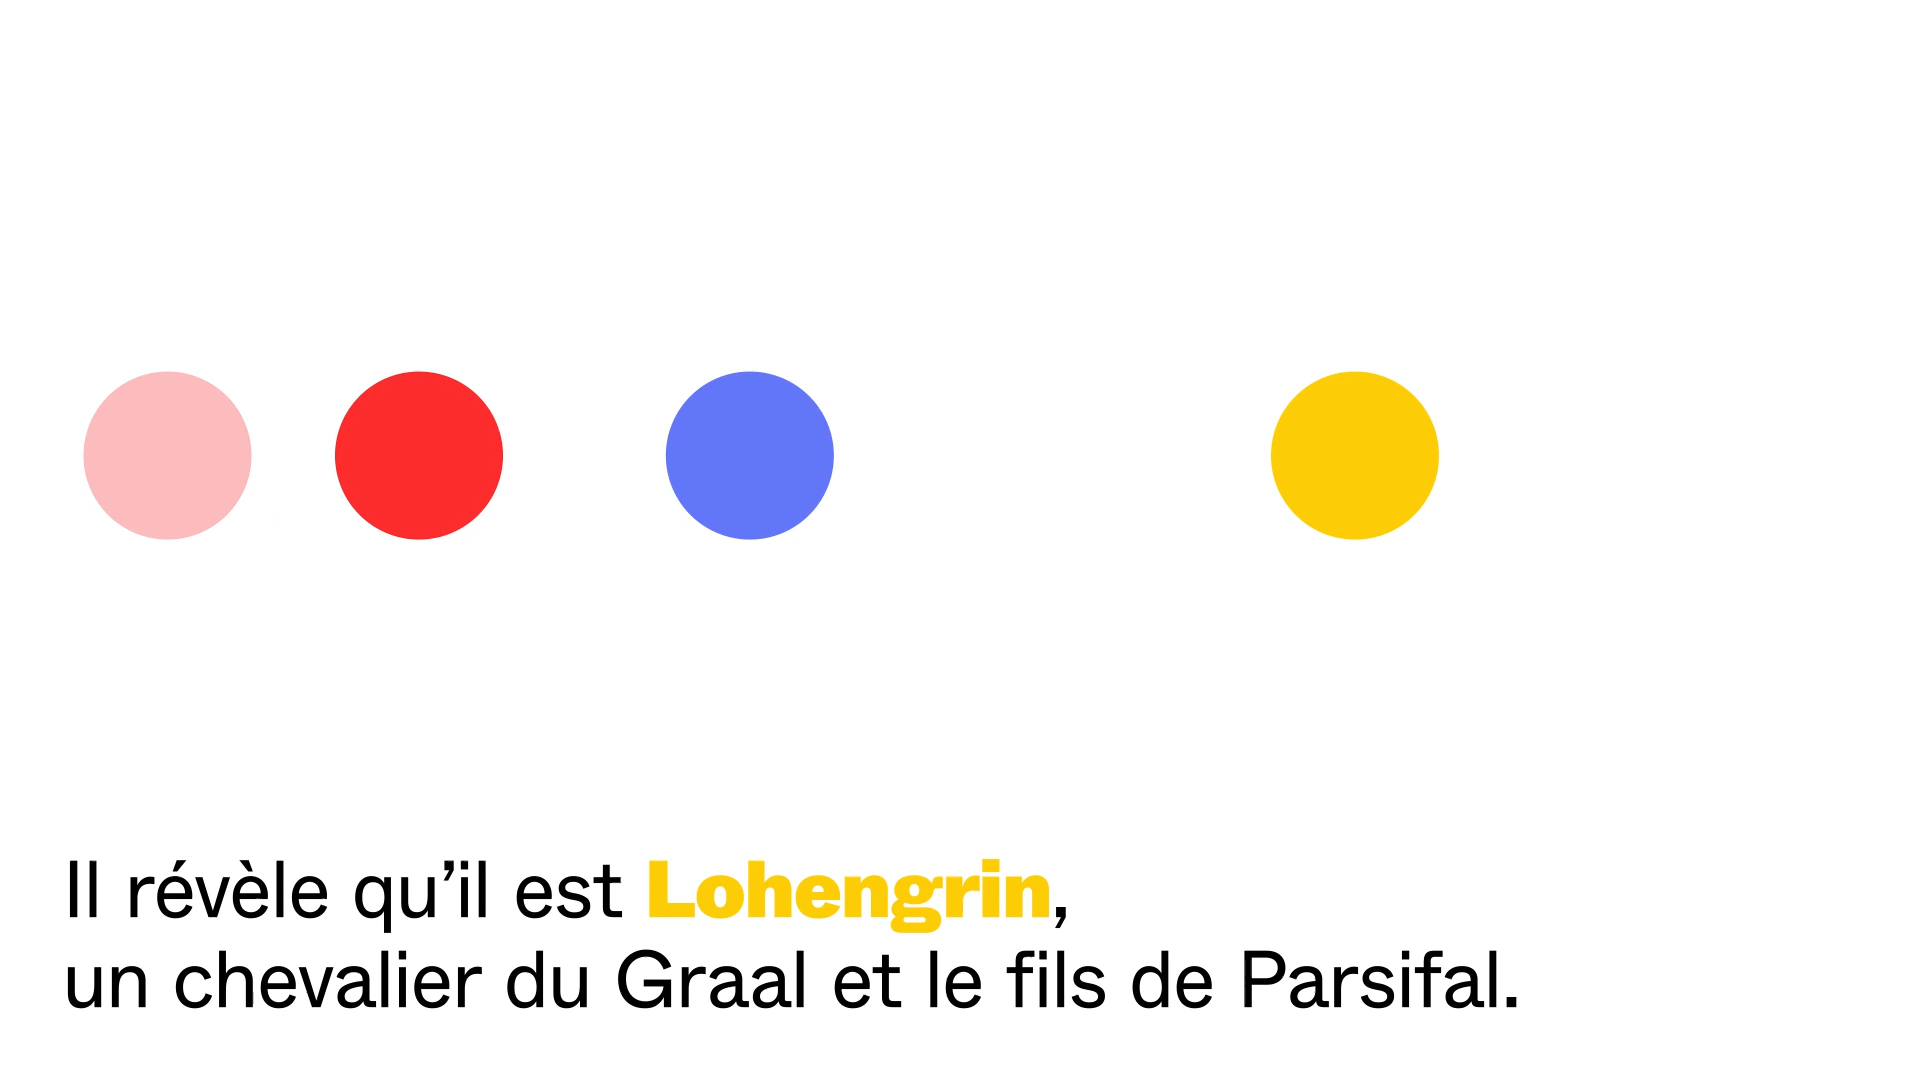 Il révèle qu’il est Lohengrin,
un chevalier du Graal et le fils de Parsifal.